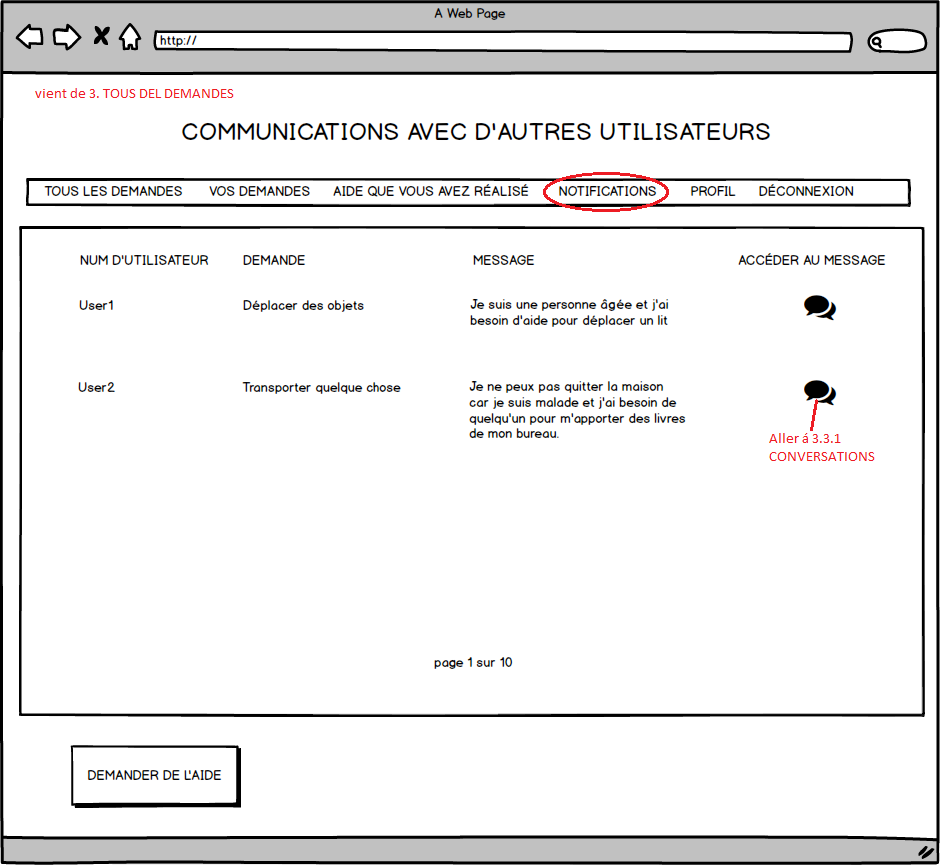 A Web Page
http://
vient de 3. TOUS DEL DEMANDES
COMMUNICATIONS AVEC D'AUTRES UTILISATEURS
TOUS LES DEMANDES VOS DEMANDES AIDE QUE VOUS AVEZ RÉALISÉ NOTIFICATIONS PROFIL DÉCONNEXION
NUM D'UTILISATEUR DEMANDE MESSAGE ACCÉDER AU MESSAGE
User1 Déplacer des objets Je suis une personne âgée et j'ai
besoin d'aide pour déplacer un lit
User2 Transporter quelque chose Je ne peux pas quitter la maison
car je suis malade et j'ai besoin de
quelqu'un pour m'apporter des livres
de mon bureau.
Aller á 3.3.1
CONVERSATIONS
page 1 sur 10
DEMANDER DE L'AIDE